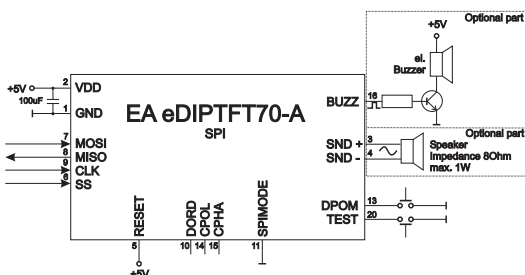 Optional part
+5V
el.
Buzzer
BUZZ
16
+5V
2
VDD
100uF
1
GND
EA eDIPTFT70-A
SPI
Optional part
SND +
3
SND -
4
Speaker
Impedance 8Ohm
max. 1W
7
MOSI
8
MISO
9
CLK
6
SS
DPOM
13
TEST
20
RESET
DORD
CPOL
CPHA
SPIMODE
5
10
14
15
11
+5V